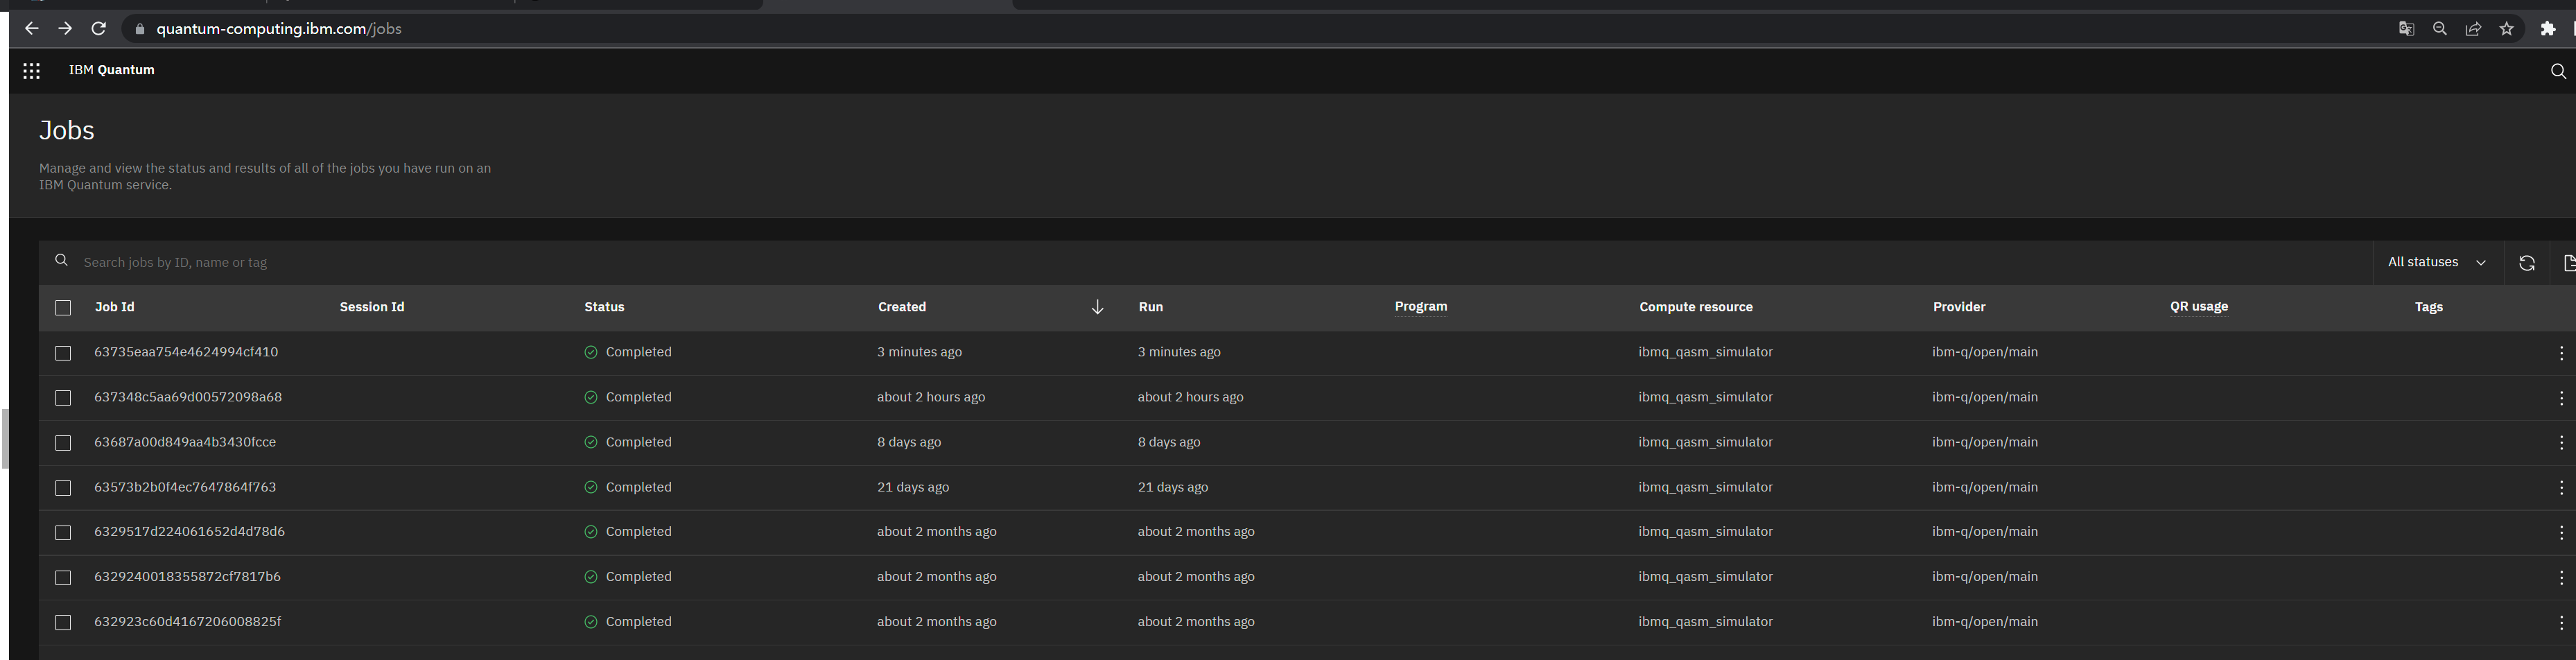 quantum-computing.ibm.com/jobs
IBM Quantum
Jobs
Manage and view the status and results of all of the jobs you have run on an
IBM Quantum service.
Search jobs by ID, name or tag All statuses
Job Id Session Id Status Created Run Program Compute resource Provider QR usage Tags
63735eaa754e4624994cf410 Completed 3 minutes ago 3 minutes ago ibmq_qasm_simulator ibm-q/open/main
637348c5aa69d00572098a68 Completed about 2 hours ago about 2 hours ago ibmq_qasm_simulator ibm-q/open/main
63687a00d849aa4b3430fcce Completed 8 days ago 8 days ago ibmq_qasm_simulator ibm-q/open/main
63573b2b0f4ec7647864f763 Completed 21 days ago 21 days ago ibmq_qasm_simulator ibm-q/open/main
6329517d224061652d4d78d6 Completed about 2 months ago about 2 months ago ibmq_qasm_simulator ibm-q/open/main
6329240018355872cf7817b6 Completed about 2 months ago about 2 months ago ibmq_qasm_simulator ibm-q/open/main
632923c60d4167206008825f Completed about 2 months ago about 2 months ago ibmq_qasm_simulator ibm-q/open/main